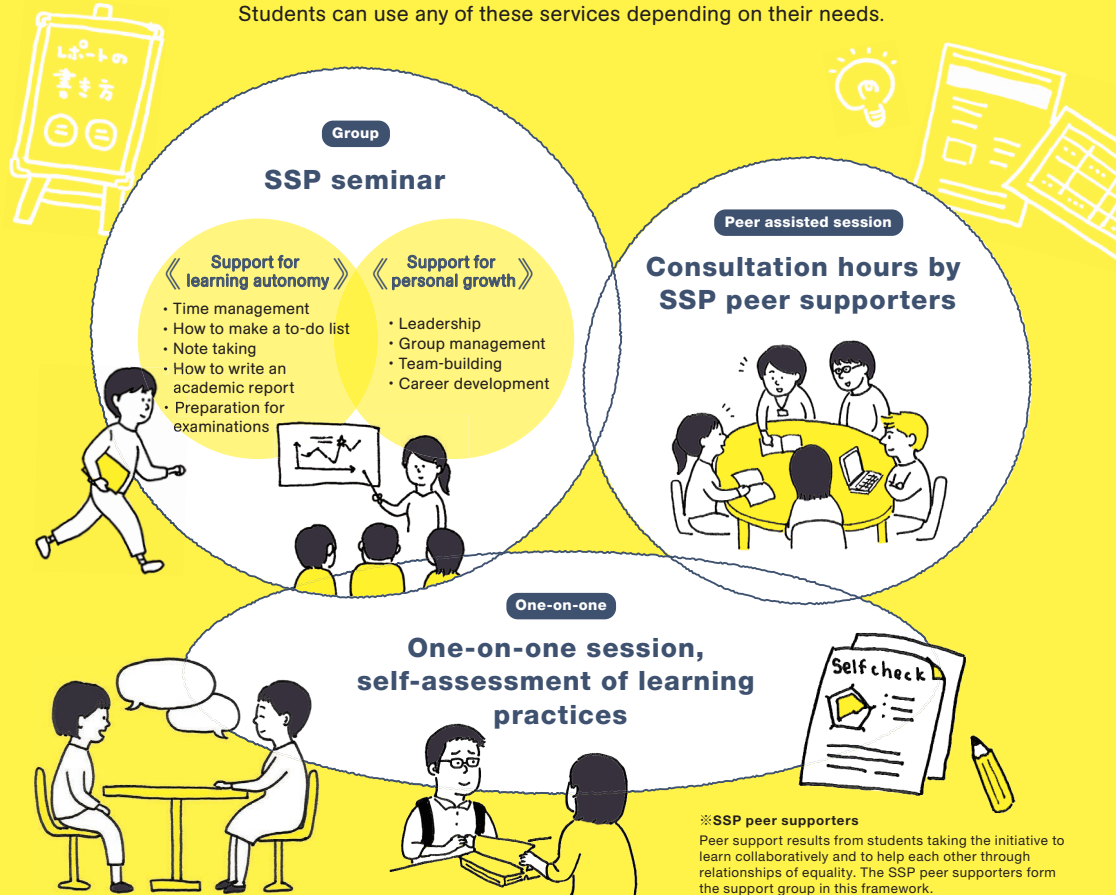 Students can use any of these services depending on their needs.
レポートの
書き方
Group
SSP seminar
《 Support for learning autonomy 》
・Time management
・How to make a to-do list
・Note taking
・How to write an
academic report
・Preparation for
examinations
《 Support for personal growth 》
・Leadership
・Group management
・Team-building
・Career development
Peer assisted session
Consultation hours by
SSP peer supporters
One-on-one
One-on-one session,
self-assessment of learning
practices
Self check
※SSP peer supporters
Peer support results from students taking the initiative to
learn collaboratively and to help each other through
relationships of equality. The SSP peer supporters form
the support group in this framework.